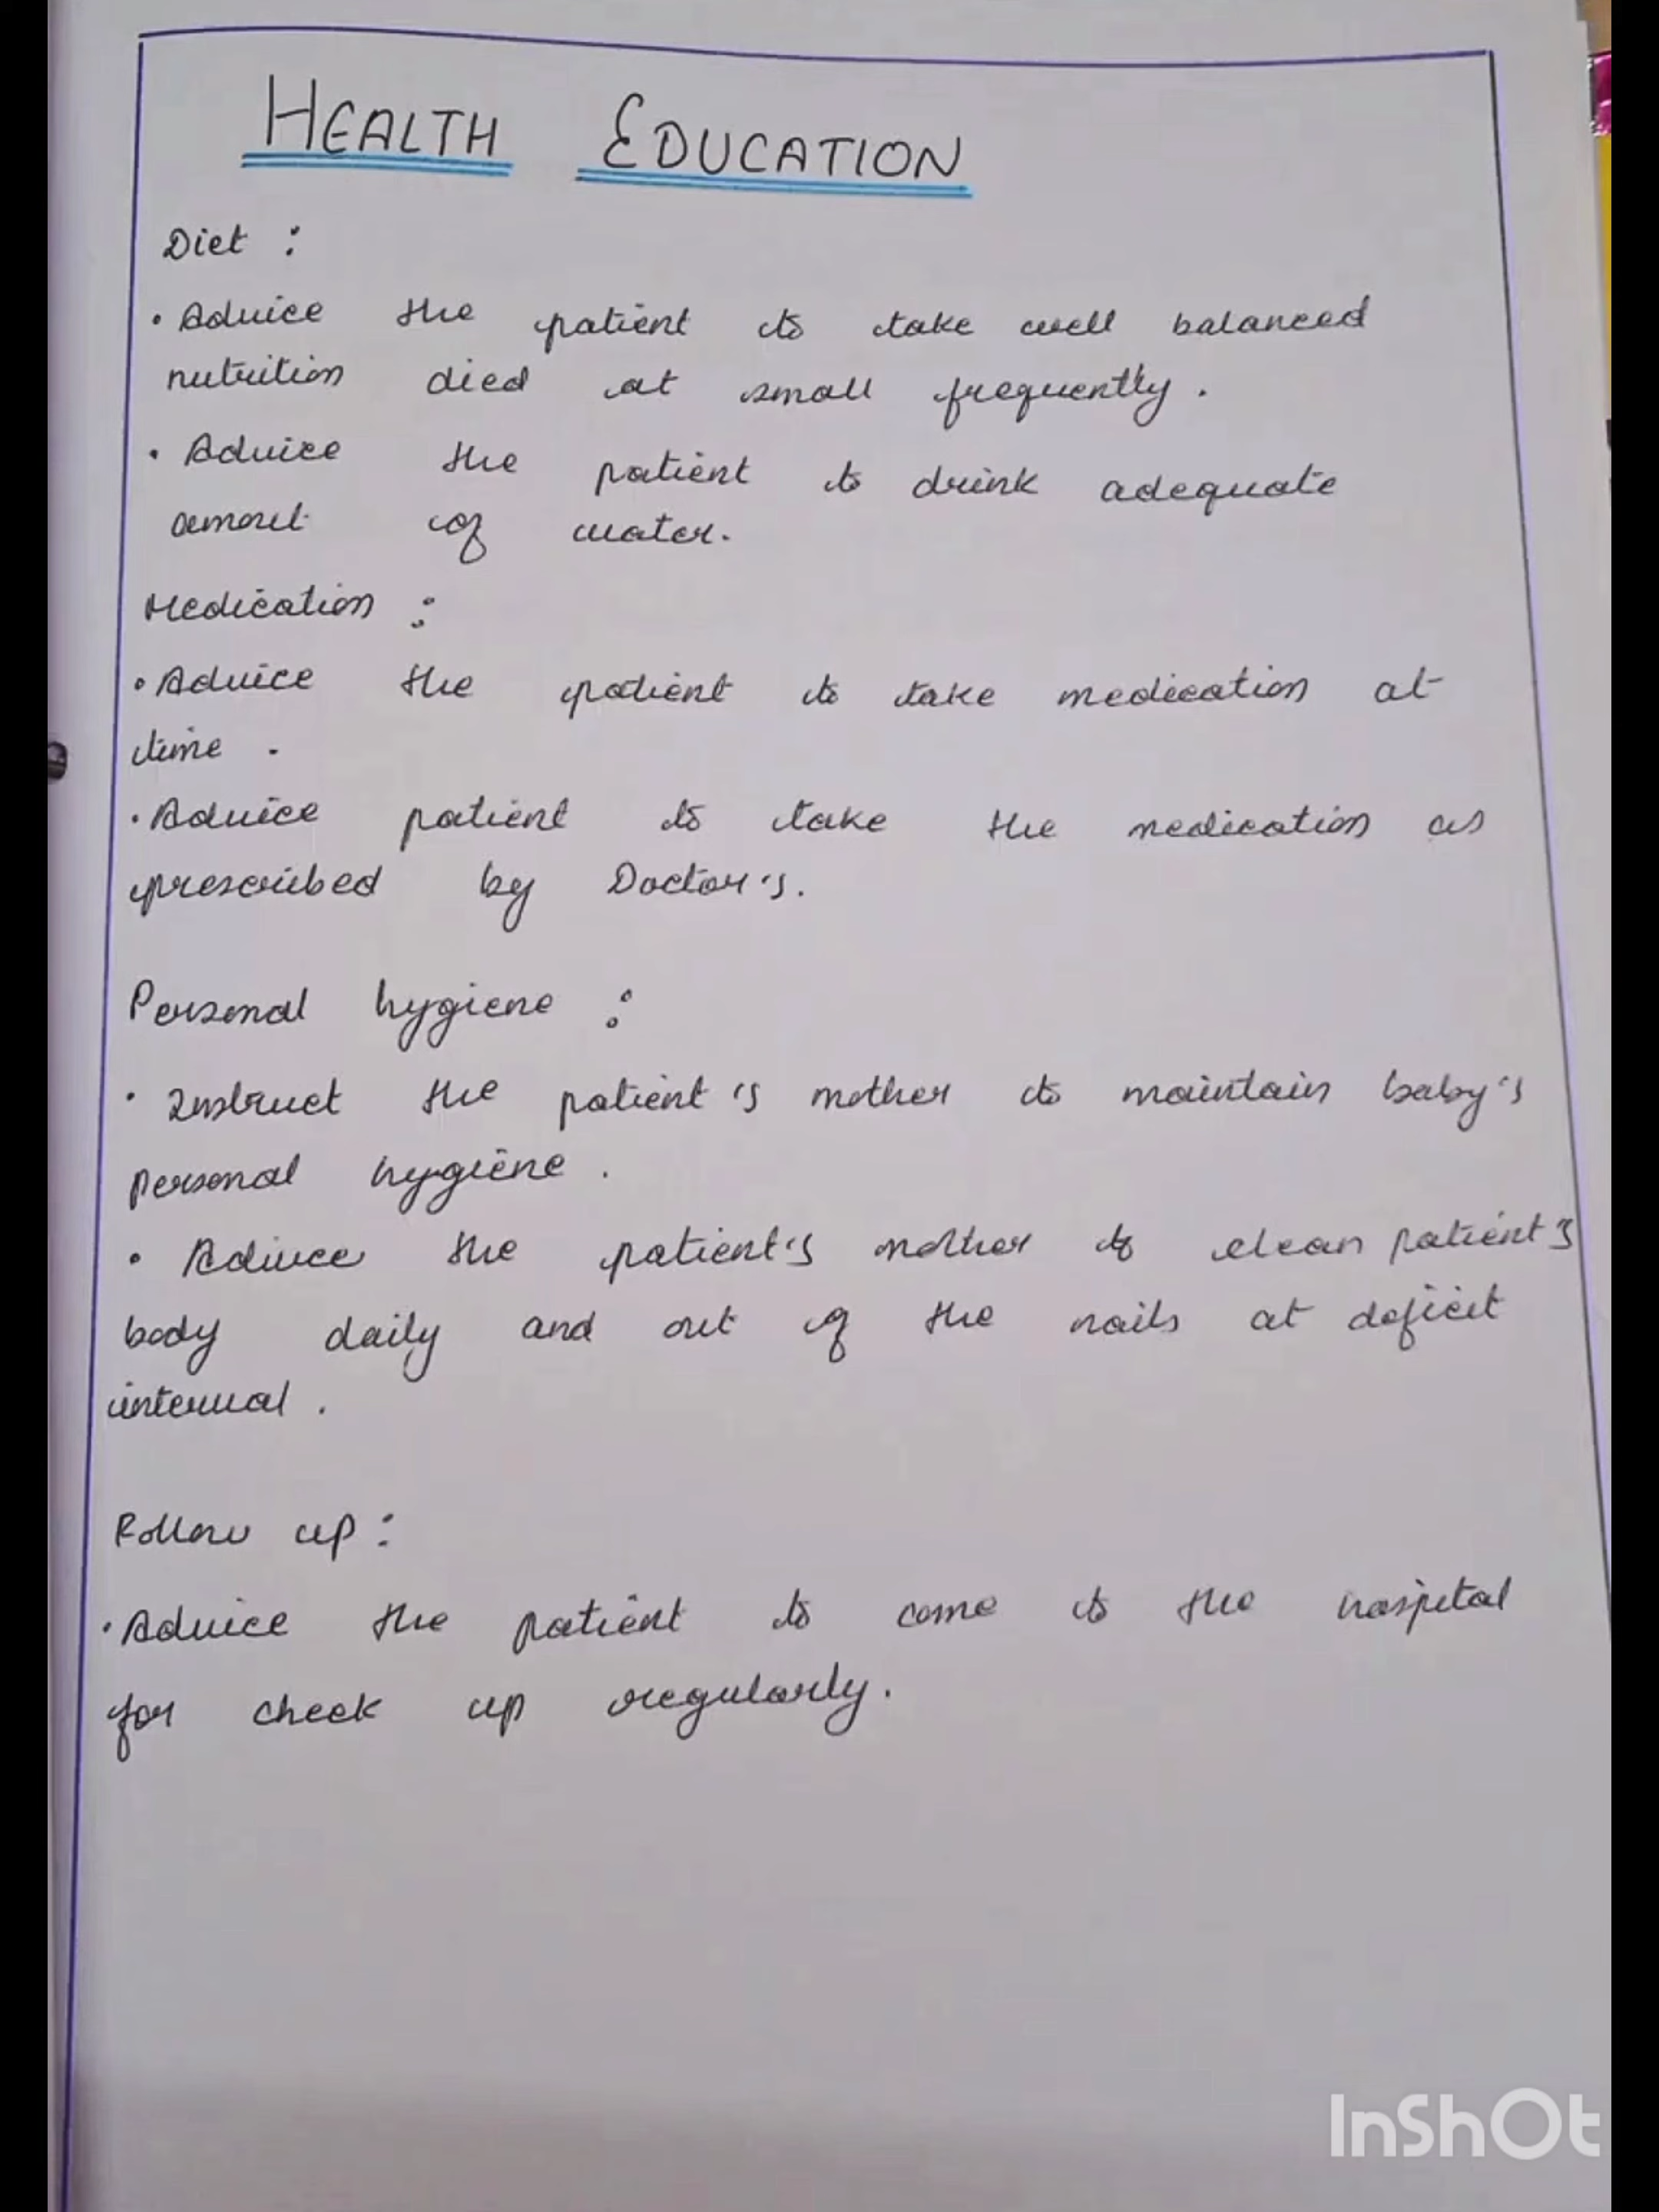 HEALTH EDUCATION
Diet :
• Advice the patient to take well balanced
nutrition died at small frequently.
• Advice the patient to drink adequate
amout of water.
Medication :
• Advice the patient to take medication at
time .
• Advice patient to take the medication as
prescribed by Doctor's.
Personal hygiene :
• Instruct the patient's mother to maintain baby's
personal hygiene .
• Adivce the patient's mother to clean patient's
body daily and out of the nails at deficit
interval .
Follow up :
• Advice the patient to come to the hospital
for check up regularly.
InShOt